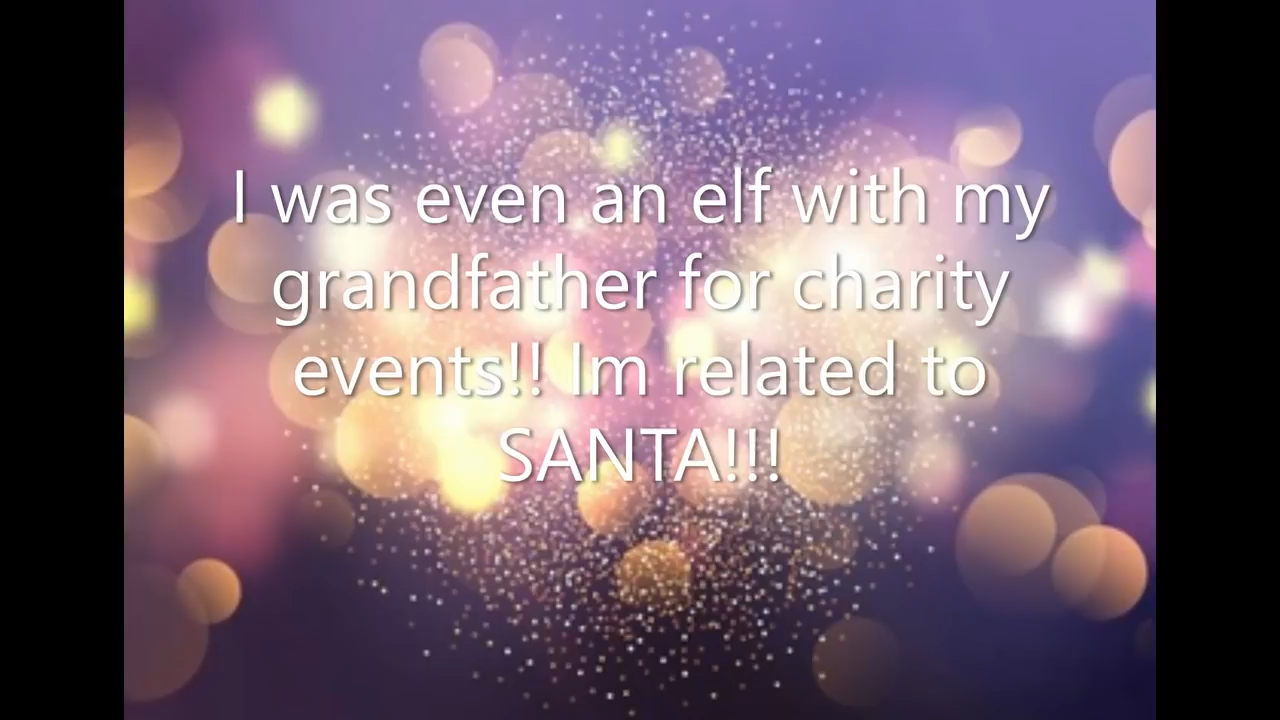 I was even an elf with my
grandfather for charity
events!! Im related to
SANTA!!!